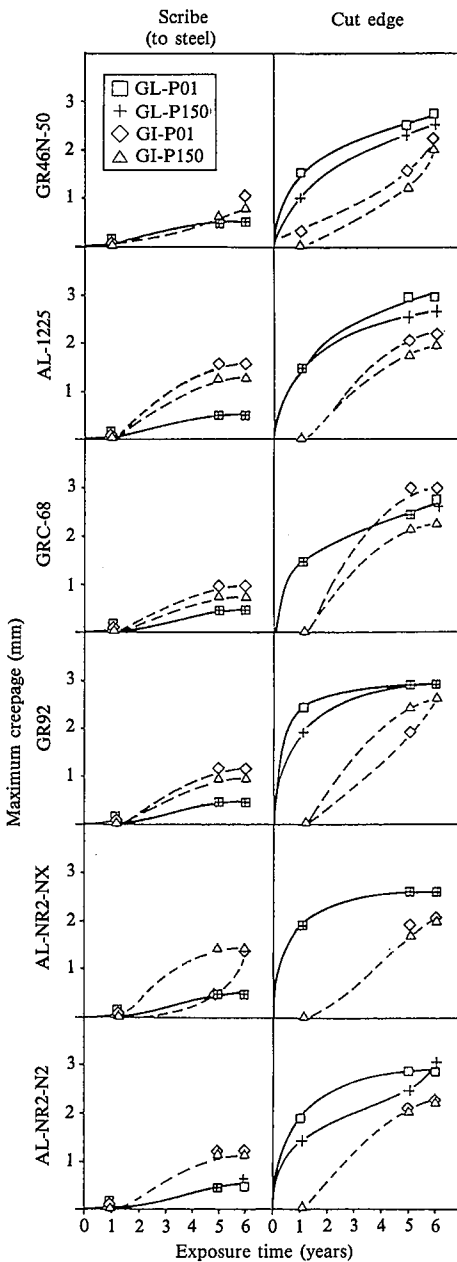 Scribe
(to steel)
Cut edge
GL-P01
GL-P150
GI-P01
GI-P150
GR46N-50
3
2
1
AL-1225
3
2
1
GRC-68
3
2
1
GR92
3
2
1
AL-NR2-NX
3
2
1
AL-NR2-N2
3
2
1
Maximum creepage (mm)
0 1 2 3 4 5 6 0 1 2 3 4 5 6
Exposure time (years)